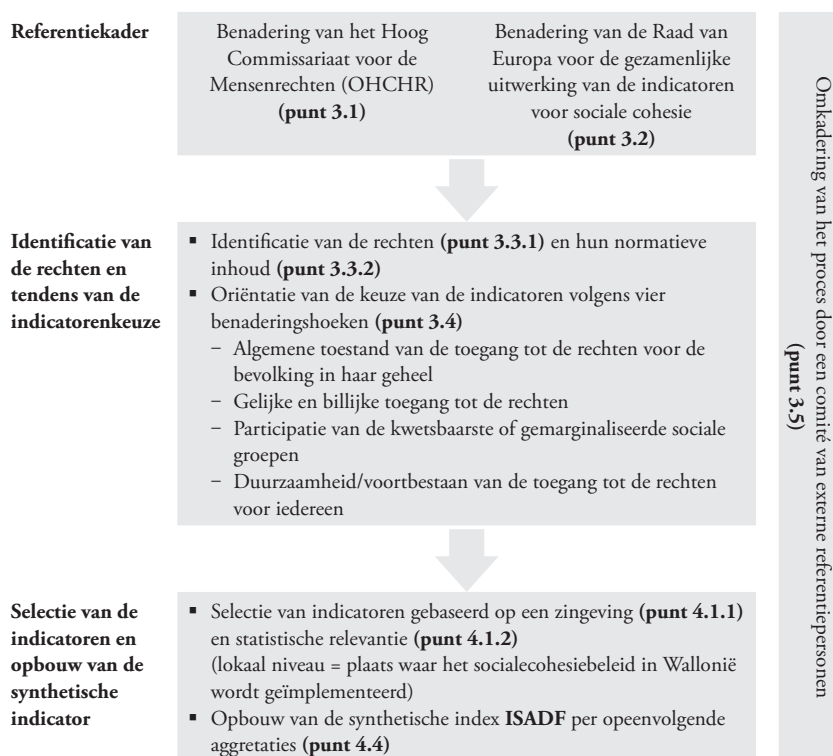 Referentiekader
Benadering van het Hoog
Commissariaat voor de
Mensenrechten (OHCHR)
(punt 3.1)
Benadering van de Raad van
Europa voor de gezamenlijke
uitwerking van de indicatoren
voor sociale cohesie
(punt 3.2)
Identificatie van
de rechten en
tendens van de
indicatorenkeuze
▪ Identificatie van de rechten (punt 3.3.1) en hun normatieve
inhoud (punt 3.3.2)
▪ Oriëntatie van de keuze van de indicatoren volgens vier
benaderingshoeken (punt 3.4)
– Algemene toestand van de toegang tot de rechten voor de
bevolking in haar geheel
– Gelijke en billijke toegang tot de rechten
– Participatie van de kwetsbaarste of gemarginaliseerde sociale
groepen
– Duurzaamheid/voortbestaan van de toegang tot de rechten
voor iedereen
Selectie van de
indicatoren en
opbouw van de
synthetische
indicator
▪ Selectie van indicatoren gebaseerd op een zingeving (punt 4.1.1)
en statistische relevantie (punt 4.1.2)
(lokaal niveau = plaats waar het socialecohesiebeleid in Wallonië
wordt geïmplementeerd)
▪ Opbouw van de synthetische index ISADF per opeenvolgende
aggretaties (punt 4.4)
Omkadering van het proces door een comité van externe referentiepersonen
(punt 3.5)